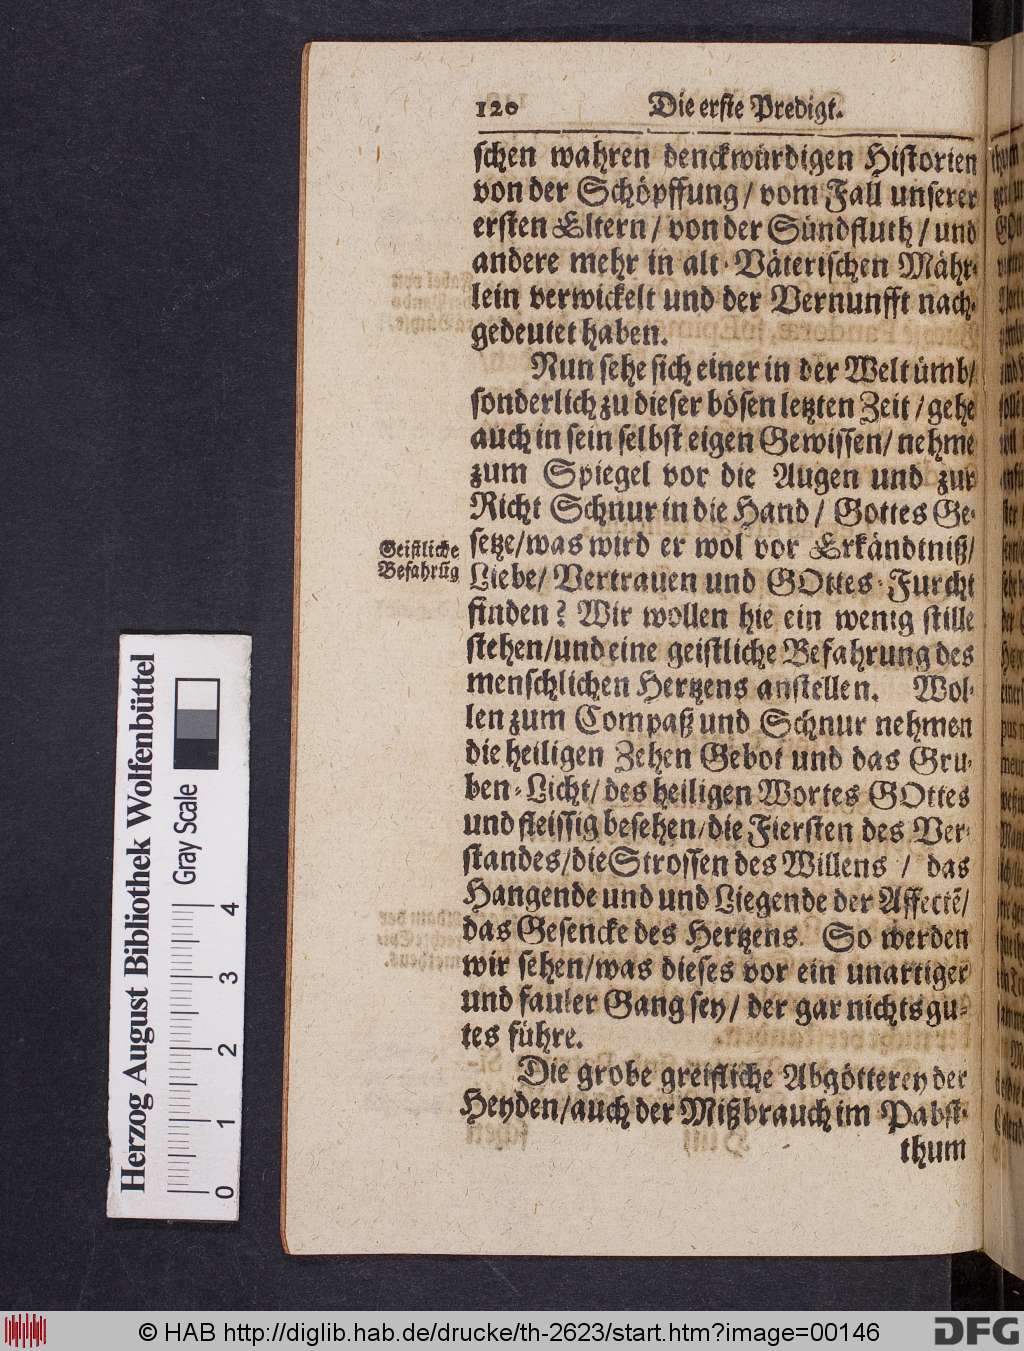 120 Die erste Predigt.
schen wahren denckwürdigen Historien
von der Schöpffung / vom Fall unserer
ersten Eltern / von der Sündfluth / und
andere mehr in alt-Väterischen Mähr-
lein verwickelt und der Vernunfft nach-
gedeutet haben.
Nun sehe sich einer in der Welt ümb/
sonderlich zu dieser bösen letzten Zeit / gehe
auch in sein selbst eigen Gewissen/ nehme
zum Spiegel vor die Augen und zur
Richt Schnur in die Hand / Gottes Ge-
setze/was wird er wol vor Erkändtniß/
Liebe/ Vertrauen und GOttes-Furcht
finden? Wir wollen hie ein wenig stille
stehen/und eine geistliche Befahrung des
menschlichen Hertzens anstellen. Wol-
len zum Compaß und Schnur nehmen
die heiligen Zehen Gebot und das Gru-
ben-Licht/ des heiligen Wortes GOttes
und fleissig besehen/die Fiersten des Ver-
standes/die Strossen des Willens / das
Hangende und und Liegende der Affectē/
das Gesencke des Hertzens. So werden
wir sehen/was dieses vor ein unartiger
und fauler Gang sey/ der gar nichts gu-
tes führe.
Die grobe greifliche Abgötterey der
Heyden/auch der Mißbrauch im Pabst-
thum
Geistliche
Befahrūg
Herzog August Bibliothek Wolfenbüttel
Gray Scale
0 1 2 3 4
© HAB http://diglib.hab.de/drucke/th-2623/start.htm?image=00146
DFG